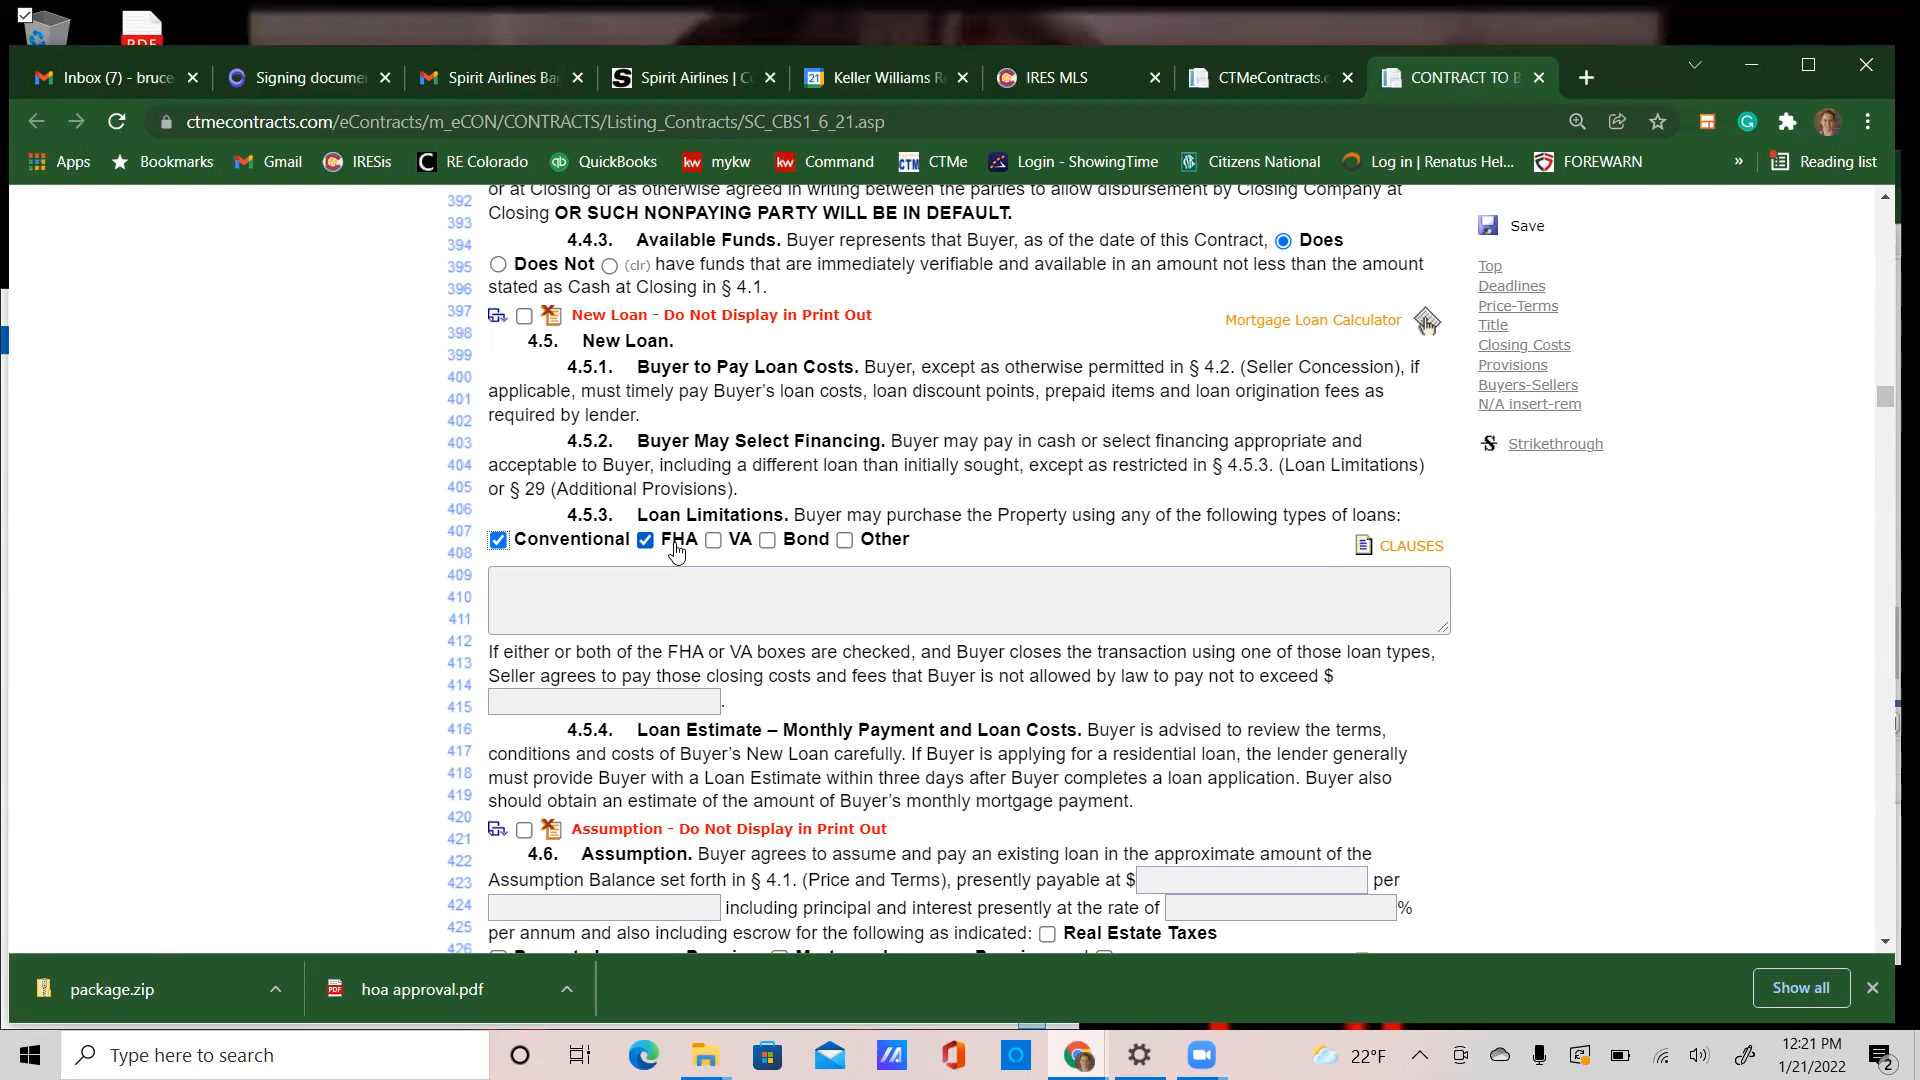 PDF
Inbox (7) - bruce
Signing docume
Spirit Airlines Ba
Spirit Airlines | C
Keller Williams R
IRES MLS
CTMeContracts.c
CONTRACT TO B
ctmecontracts.com/eContracts/m_eCON/CONTRACTS/Listing_Contracts/SC_CBS1_6_21.asp
Apps
Bookmarks
Gmail
IRESis
RE Colorado
QuickBooks
mykw
Command
CTMe
Login - ShowingTime
Citizens National
Log in | Renatus Hel...
FOREWARN
»
Reading list
392 or at Closing or as otherwise agreed in writing between the parties to allow disbursement by Closing Company at
393 Closing OR SUCH NONPAYING PARTY WILL BE IN DEFAULT.
394 4.4.3. Available Funds. Buyer represents that Buyer, as of the date of this Contract, Does
395 Does Not (clr) have funds that are immediately verifiable and available in an amount not less than the amount
396 stated as Cash at Closing in § 4.1.
397 New Loan - Do Not Display in Print Out Mortgage Loan Calculator
398 4.5. New Loan.
399
400 4.5.1. Buyer to Pay Loan Costs. Buyer, except as otherwise permitted in § 4.2. (Seller Concession), if
401 applicable, must timely pay Buyer's loan costs, loan discount points, prepaid items and loan origination fees as
402 required by lender.
403 4.5.2. Buyer May Select Financing. Buyer may pay in cash or select financing appropriate and
404 acceptable to Buyer, including a different loan than initially sought, except as restricted in § 4.5.3. (Loan Limitations)
405 or § 29 (Additional Provisions).
406 4.5.3. Loan Limitations. Buyer may purchase the Property using any of the following types of loans:
407 Conventional FHA VA Bond Other
408 CLAUSES
409
410
411
412 If either or both of the FHA or VA boxes are checked, and Buyer closes the transaction using one of those loan types,
413
414 Seller agrees to pay those closing costs and fees that Buyer is not allowed by law to pay not to exceed $
415 .
416 4.5.4. Loan Estimate – Monthly Payment and Loan Costs. Buyer is advised to review the terms,
417 conditions and costs of Buyer's New Loan carefully. If Buyer is applying for a residential loan, the lender generally
418 must provide Buyer with a Loan Estimate within three days after Buyer completes a loan application. Buyer also
419 should obtain an estimate of the amount of Buyer's monthly mortgage payment.
420
421 Assumption - Do Not Display in Print Out
422 4.6. Assumption. Buyer agrees to assume and pay an existing loan in the approximate amount of the
423 Assumption Balance set forth in § 4.1. (Price and Terms), presently payable at $ per
424 including principal and interest presently at the rate of %
425 per annum and also including escrow for the following as indicated: Real Estate Taxes
426
Save
Top
Deadlines
Price-Terms
Title
Closing Costs
Provisions
Buyers-Sellers
N/A insert-rem
S Strikethrough
package.zip
hoa approval.pdf
Show all
Type here to search
22°F
12:21 PM
1/21/2022
2